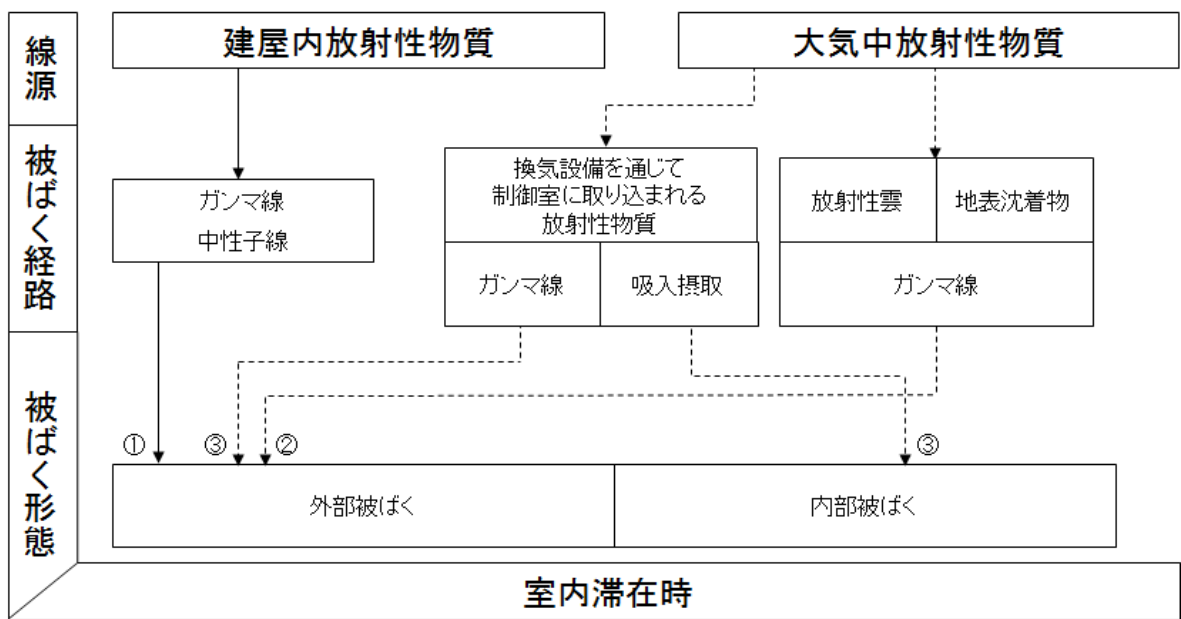 線源
建屋内放射性物質
大気中放射性物質
被ばく経路
ガンマ線
中性子線
換気設備を通じて
制御室に取り込まれる
放射性物質
ガンマ線
吸入摂取
放射性雲
地表沈着物
ガンマ線
被ばく形態
①
③
②
③
外部被ばく
内部被ばく
室内滞在時